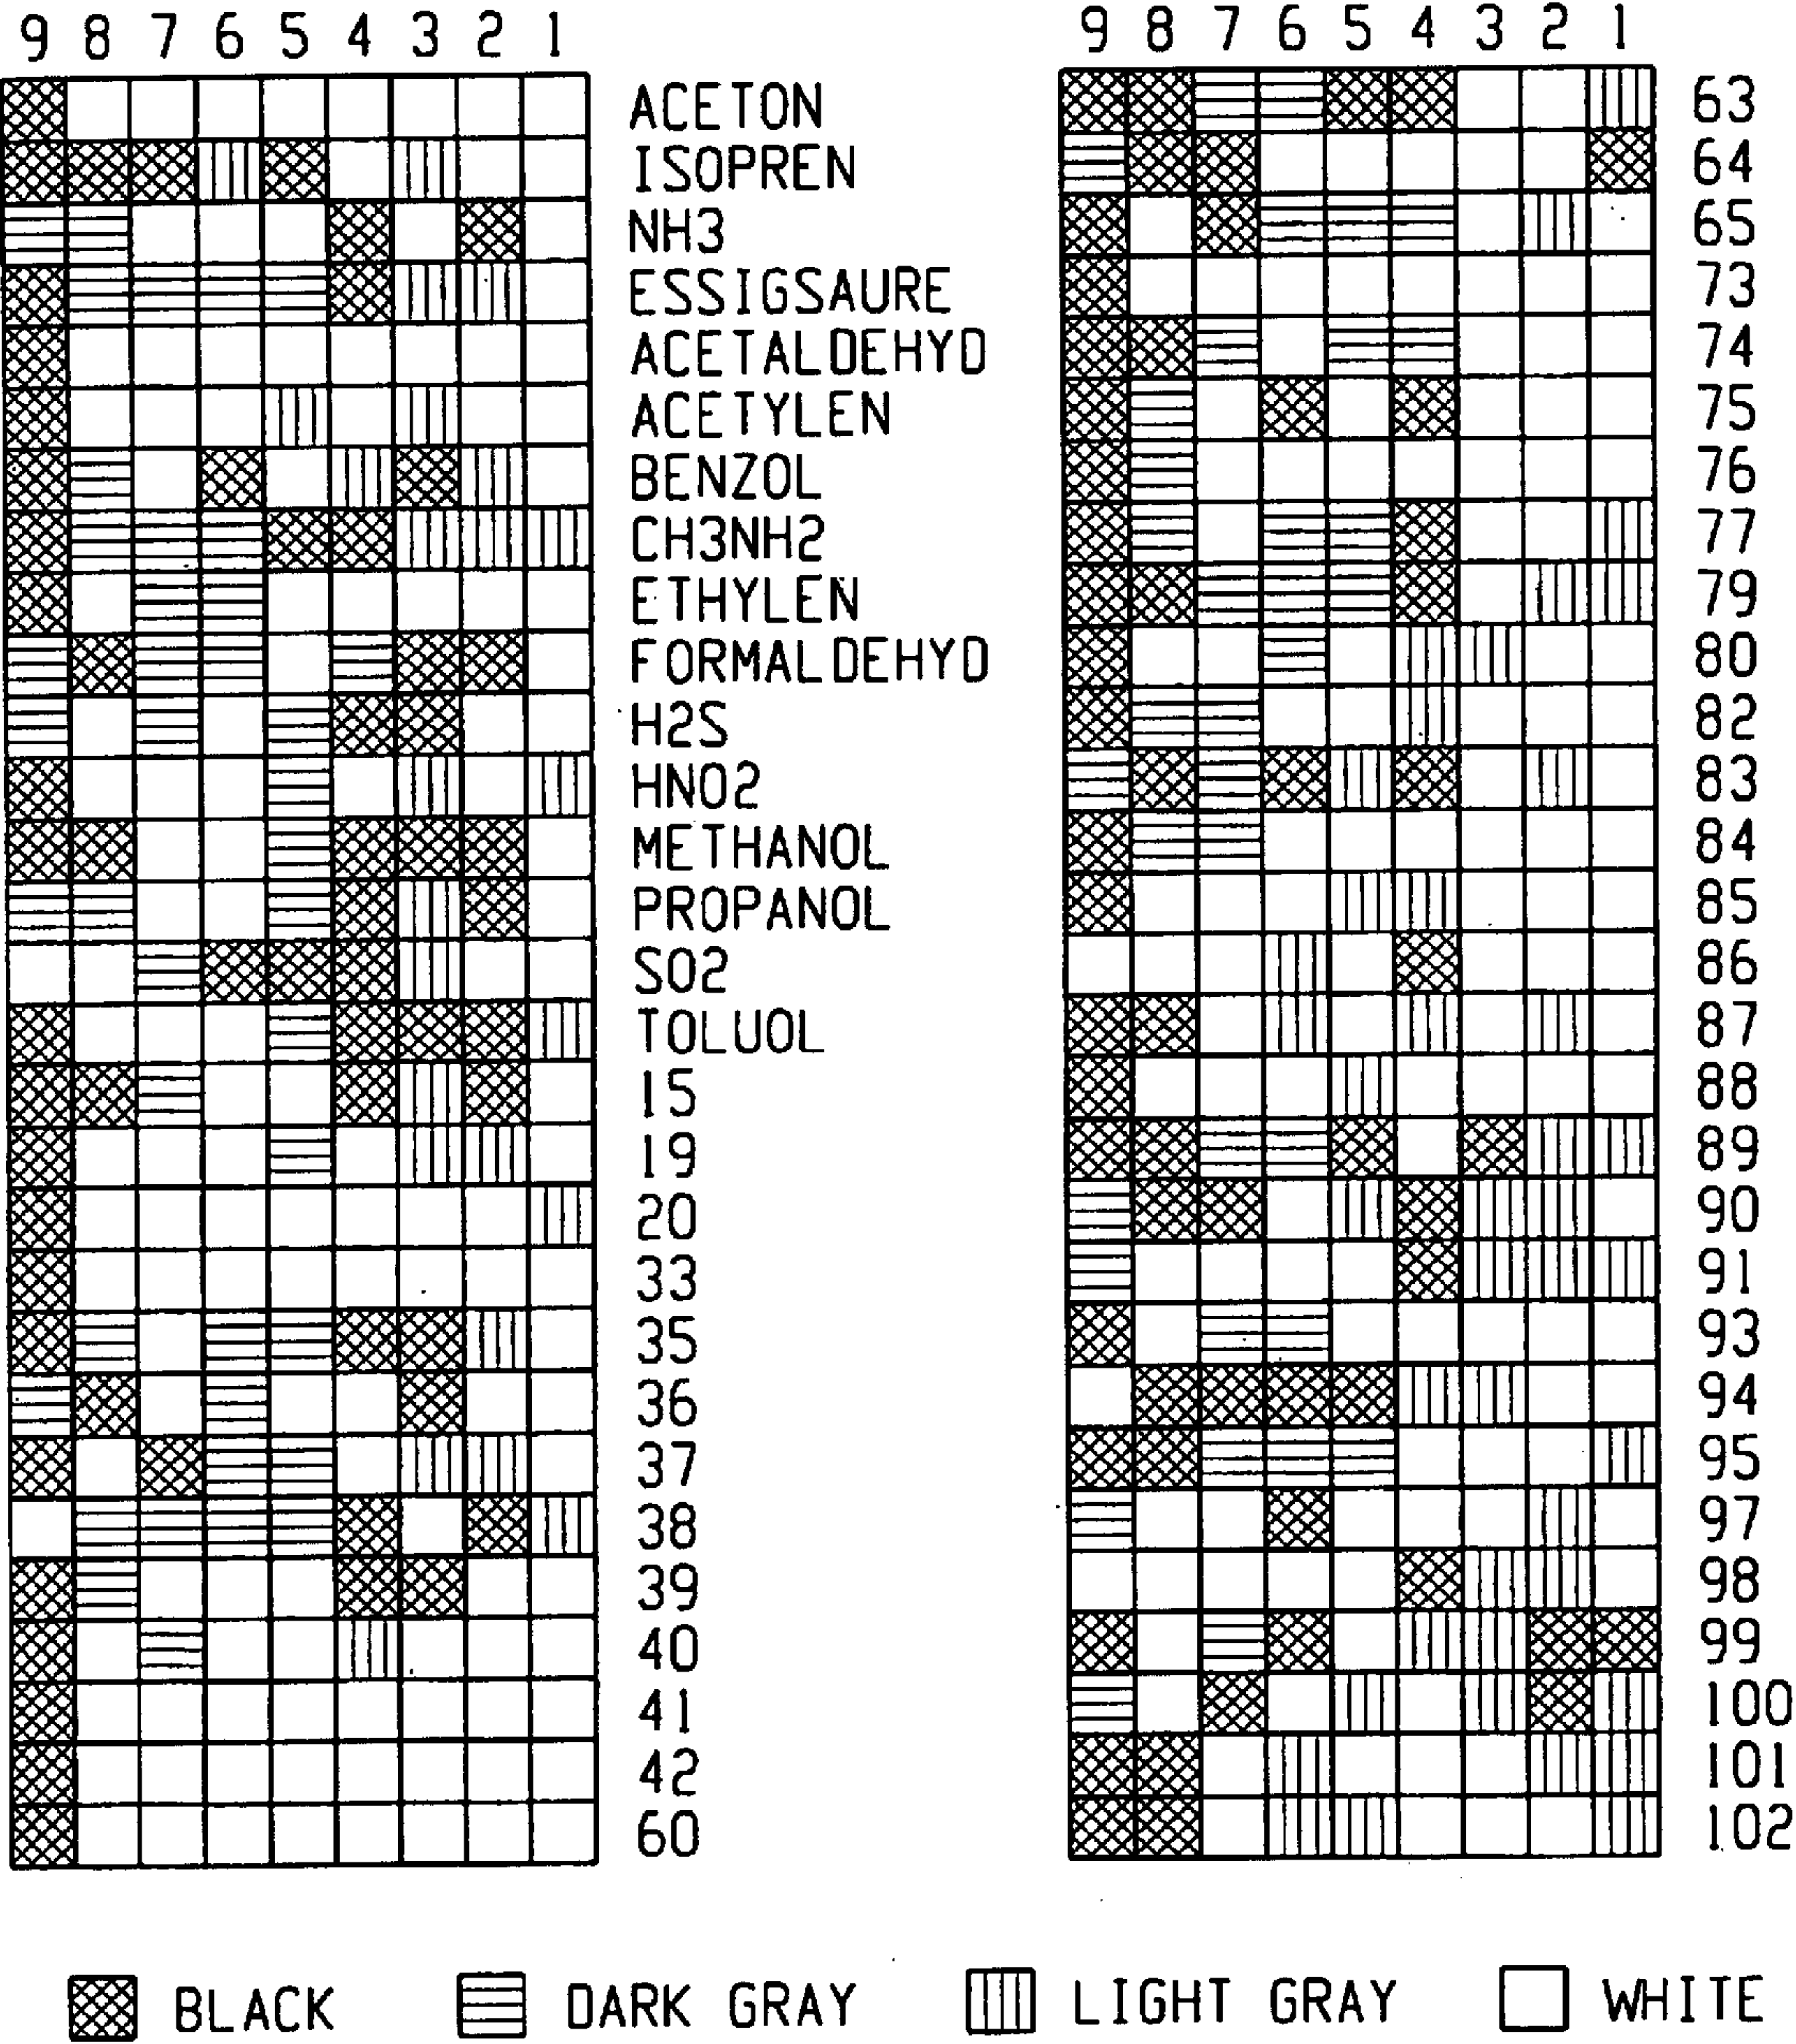 9 8 7 6 5 4 3 2 1
ACETON
ISOPREN
NH3
ESSIGSAURE
ACETALDEHYD
ACETYLEN
BENZOL
CH3NH2
ETHYLEN
FORMALDEHYD
H2S
HNO2
METHANOL
PROPANOL
SO2
TOLUOL
15
19
20
33
35
36
37
38
39
40
41
42
60
9 8 7 6 5 4 3 2 1
63
64
65
73
74
75
76
77
79
80
82
83
84
85
86
87
88
89
90
91
93
94
95
97
98
99
100
101
102
BLACK DARK GRAY LIGHT GRAY WHITE